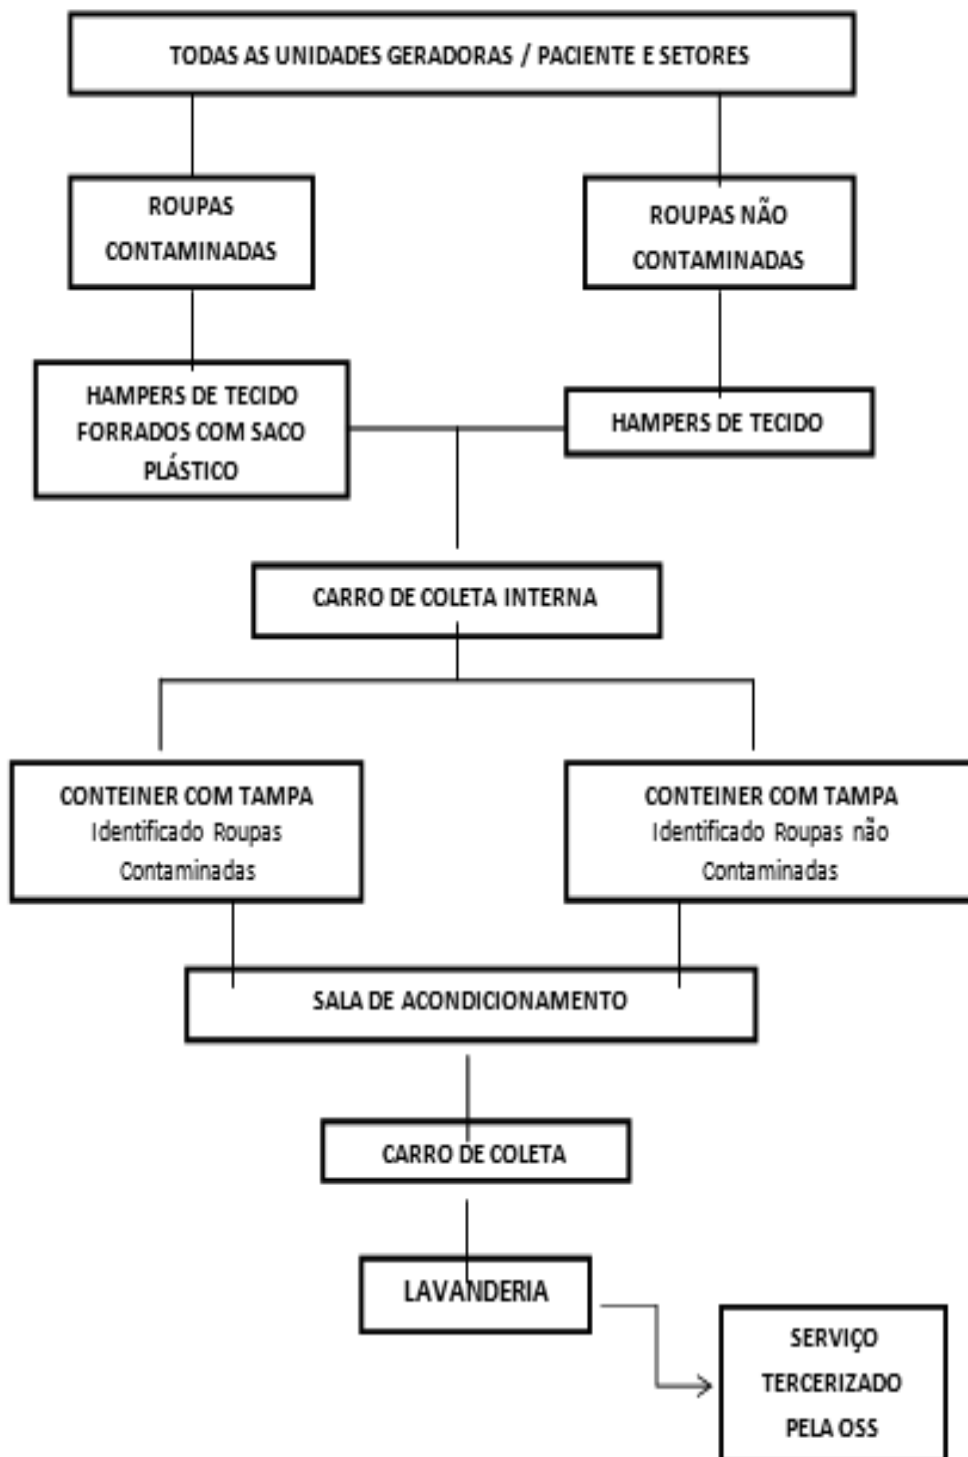 TODAS AS UNIDADES GERADORAS / PACIENTE E SETORES
ROUPAS
CONTAMINADAS
ROUPAS NÃO
CONTAMINADAS
HAMPERS DE TECIDO
FORRADOS COM SACO
PLÁSTICO
HAMPERS DE TECIDO
CARRO DE COLETA INTERNA
CONTEINER COM TAMPA
Identificado Roupas
Contaminadas
CONTEINER COM TAMPA
Identificado Roupas não
Contaminadas
SALA DE ACONDICIONAMENTO
CARRO DE COLETA
LAVANDERIA
SERVIÇO
TERCERIZADO
PELA OSS